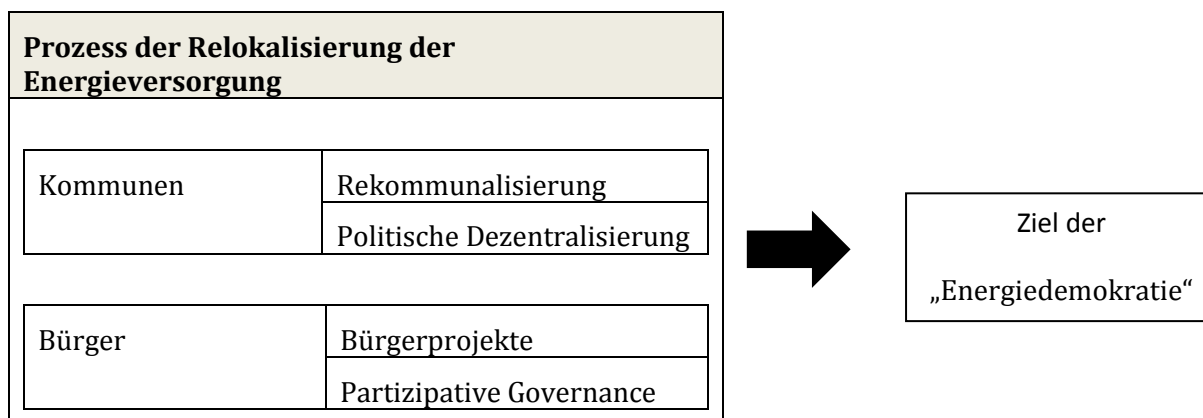 Prozess der Relokalisierung der
Energieversorgung
Kommunen
Rekommunalisierung
Politische Dezentralisierung
Bürger
Bürgerprojekte
Partizipative Governance
Ziel der
„Energiedemokratie“